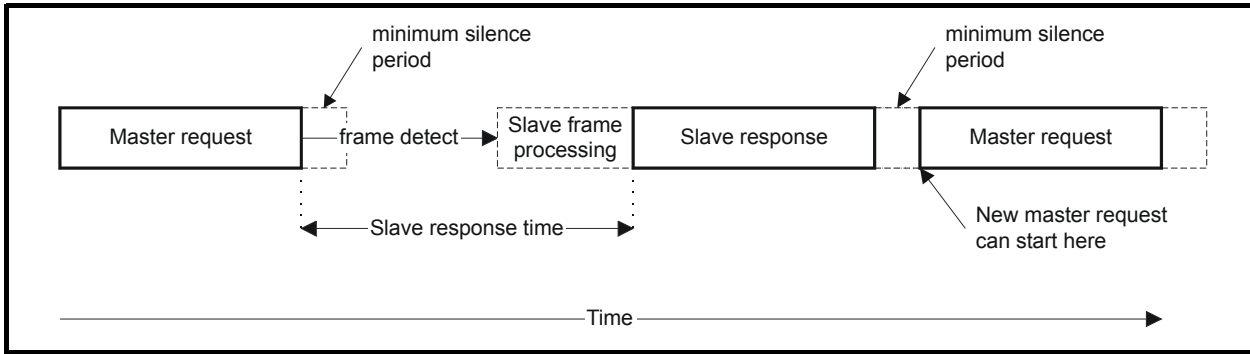 minimum silence
period
minimum silence
period
Master request
frame detect
Slave frame
processing
Slave response
Master request
Slave response time
New master request
can start here
Time